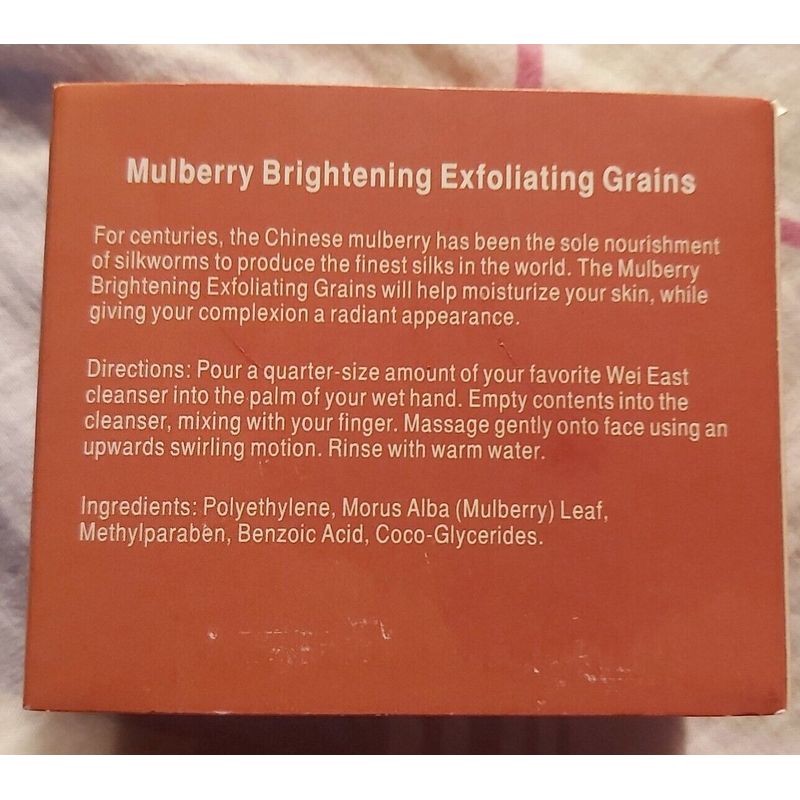 Mulberry Brightening Exfoliating Grains
For centuries, the Chinese mulberry has been the sole nourishment
of silkworms to produce the finest silks in the world. The Mulberry
Brightening Exfoliating Grains will help moisturize your skin, while
giving your complexion a radiant appearance.
Directions: Pour a quarter-size amount of your favorite Wei East
cleanser into the palm of your wet hand. Empty contents into the
cleanser, mixing with your finger. Massage gently onto face using an
upwards swirling motion. Rinse with warm water.
Ingredients: Polyethylene, Morus Alba (Mulberry) Leaf,
Methylparaben, Benzoic Acid, Coco-Glycerides.